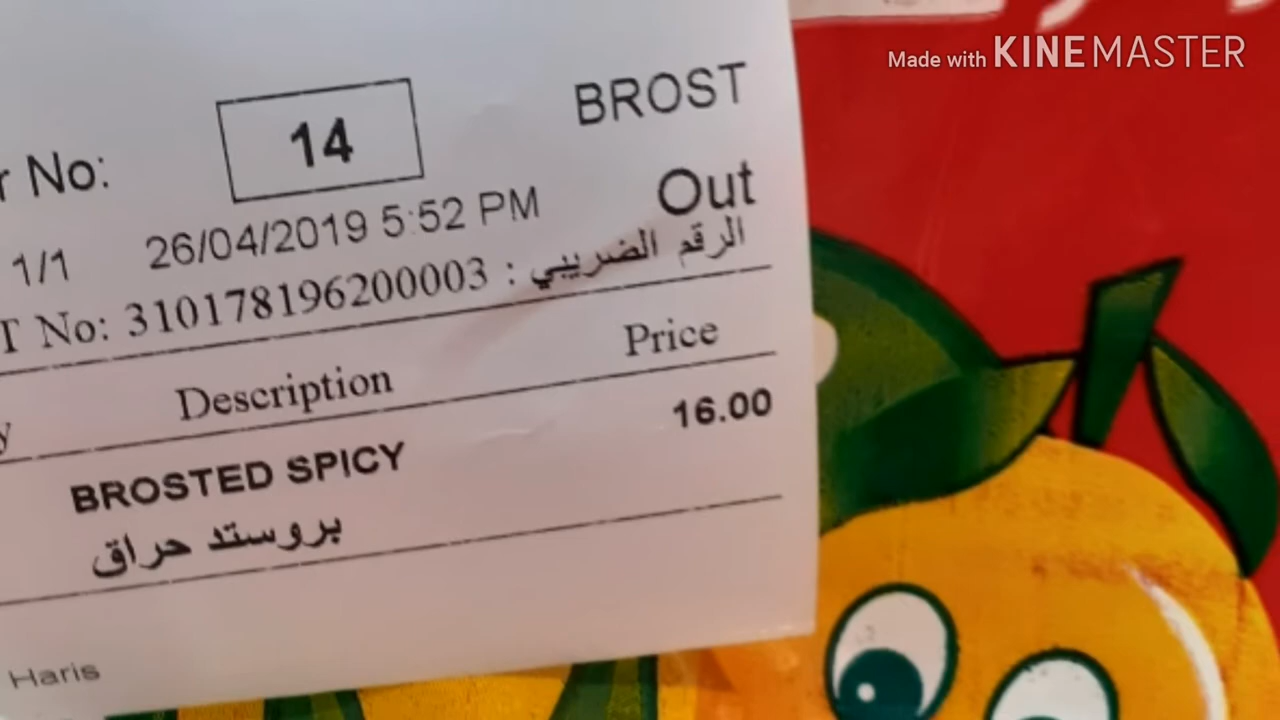 Made with KINEMASTER
BROST
No: 14
Out
1/1 26/04/2019 5:52 PM
No: 310178196200003 : الرقم الضريبي
Description Price
BROSTED SPICY 16.00
بروستد حراق
Haris